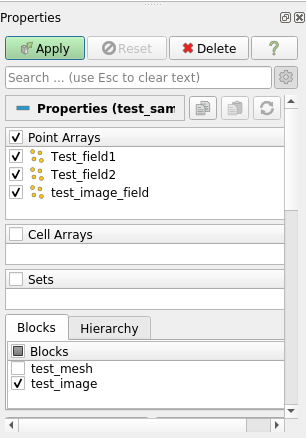 Properties
Apply
Reset
Delete
?
Search ... (use Esc to clear text)
Properties (test_sam
Point Arrays
Test_field1
Test_field2
test_image_field
Cell Arrays
Sets
Blocks
Hierarchy
Blocks
test_mesh
test_image